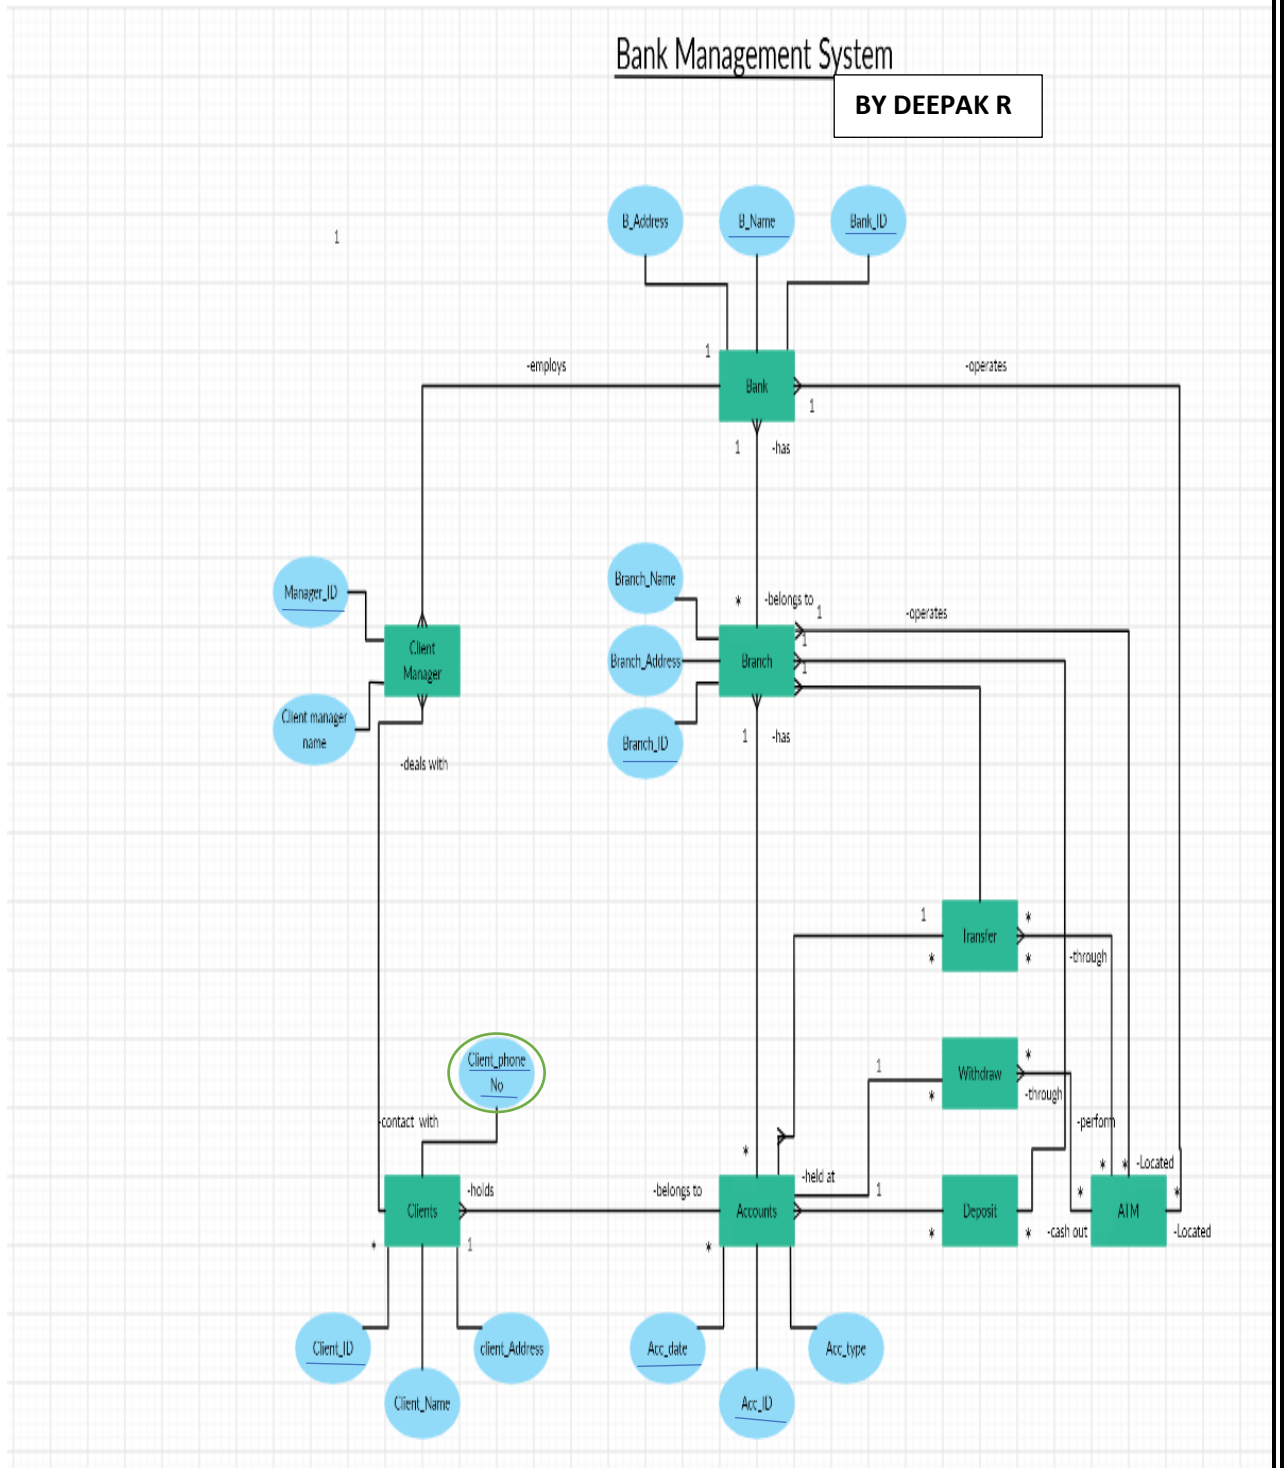 Bank Management System
BY DEEPAK R
B_Address
B_Name
Bank_ID
1
1
-employs
Bank
-operates
1
1
-has
Branch_Name
Manager_ID
*
-belongs to
1
-operates
Client
Manager
1
Branch_Address
Branch
1
Client manager
name
Branch_ID
1
-has
-deals with
1
*
Transfer
*
*
-through
Client_phone
No
1
*
Withdraw
*
-through
-contact with
-perform
*
*
*
-Located
-holds
-belongs to
-held at
1
*
*
Clients
Accounts
Deposit
ATM
*
1
*
*
*
-cash out
-Located
Client_ID
client_Address
Acc_date
Acc_type
Client_Name
Acc_ID